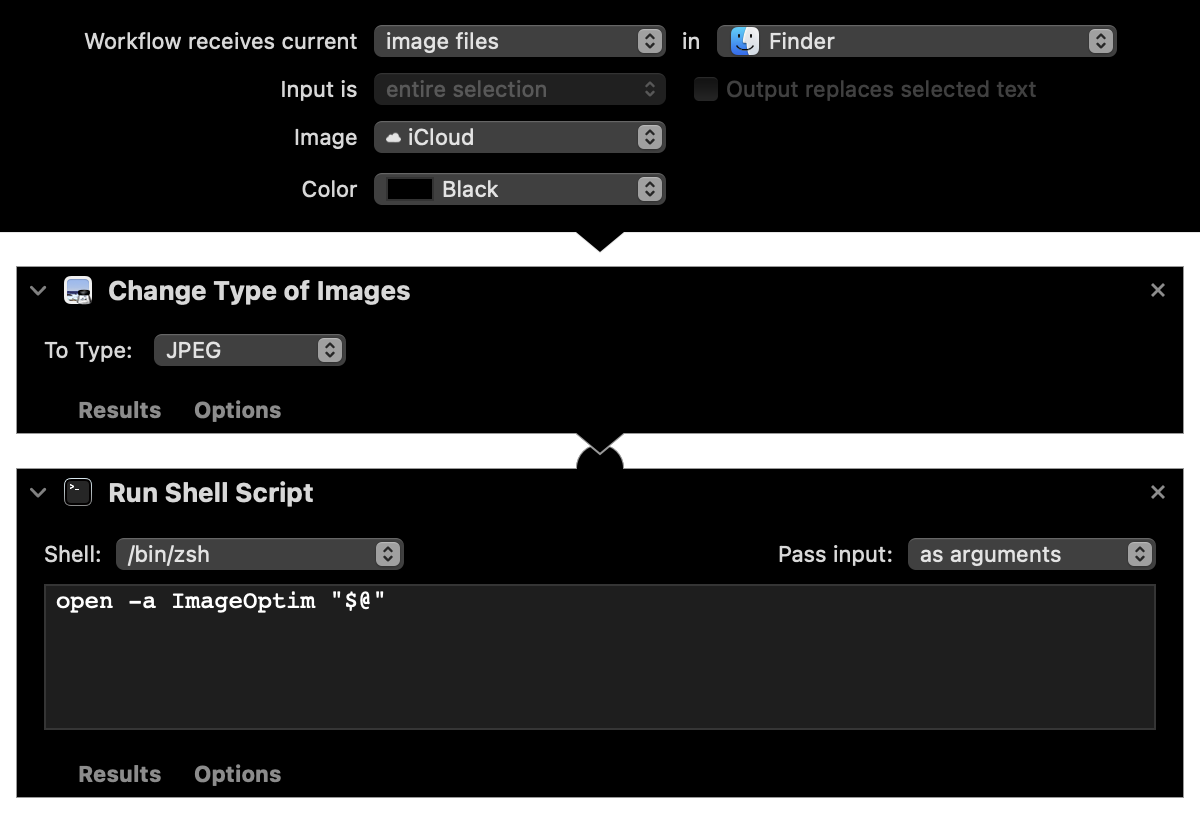 Workflow receives current image files in Finder
Input is entire selection Output replaces selected text
Image iCloud
Color Black
Change Type of Images
To Type: JPEG
Results Options
Run Shell Script
Shell: /bin/zsh Pass input: as arguments
open -a ImageOptim "$@"
Results Options